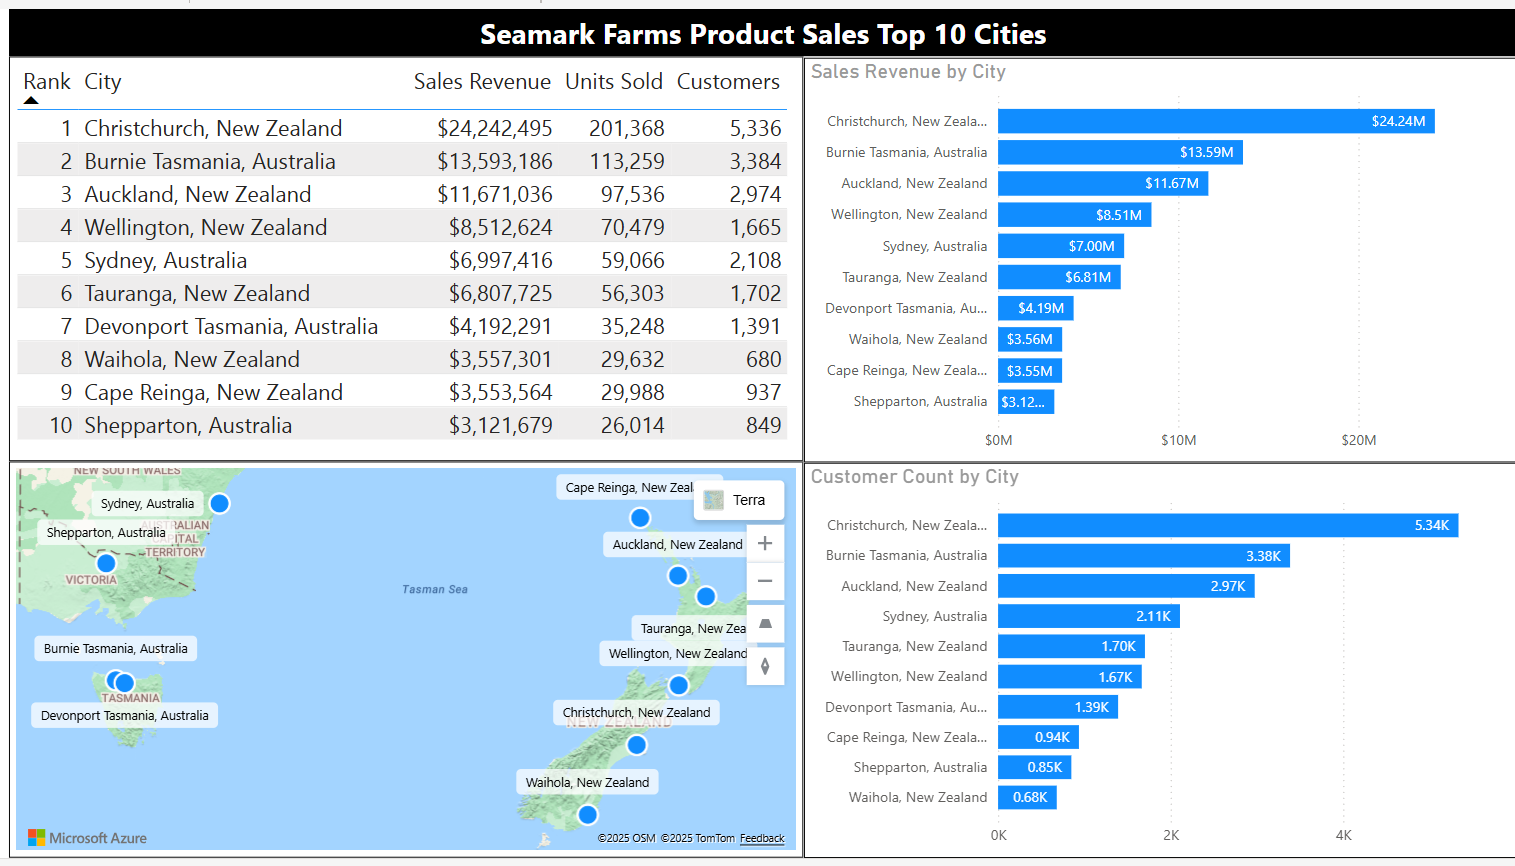 Seamark Farms Product Sales Top 10 Cities
Rank City Sales Revenue Units Sold Customers
1 Christchurch, New Zealand $24,242,495 201,368 5,336
2 Burnie Tasmania, Australia $13,593,186 113,259 3,384
3 Auckland, New Zealand $11,671,036 97,536 2,974
4 Wellington, New Zealand $8,512,624 70,479 1,665
5 Sydney, Australia $6,997,416 59,066 2,108
6 Tauranga, New Zealand $6,807,725 56,303 1,702
7 Devonport Tasmania, Australia $4,192,291 35,248 1,391
8 Waihola, New Zealand $3,557,301 29,632 680
9 Cape Reinga, New Zealand $3,553,564 29,988 937
10 Shepparton, Australia $3,121,679 26,014 849
Sales Revenue by City
Christchurch, New Zeala... $24.24M
Burnie Tasmania, Australia $13.59M
Auckland, New Zealand $11.67M
Wellington, New Zealand $8.51M
Sydney, Australia $7.00M
Tauranga, New Zealand $6.81M
Devonport Tasmania, Au... $4.19M
Waihola, New Zealand $3.56M
Cape Reinga, New Zeala... $3.55M
Shepparton, Australia $3.12...
$0M $10M $20M
NEW SOUTH WALES
Sydney, Australia
AUSTRALIAN
CAPITAL
TERRITORY
Shepparton, Australia
VICTORIA
Burnie Tasmania, Australia
TASMANIA
Devonport Tasmania, Australia
Tasman Sea
Cape Reinga, New Zeal
Terra
Auckland, New Zealand
Tauranga, New Zea
Wellington, New Zealand
Christchurch, New Zealand
NEW ZEALAND
Waihola, New Zealand
Microsoft Azure
©2025 OSM ©2025 TomTom Feedback
Customer Count by City
Christchurch, New Zeala... 5.34K
Burnie Tasmania, Australia 3.38K
Auckland, New Zealand 2.97K
Sydney, Australia 2.11K
Tauranga, New Zealand 1.70K
Wellington, New Zealand 1.67K
Devonport Tasmania, Au... 1.39K
Cape Reinga, New Zeala... 0.94K
Shepparton, Australia 0.85K
Waihola, New Zealand 0.68K
0K 2K 4K